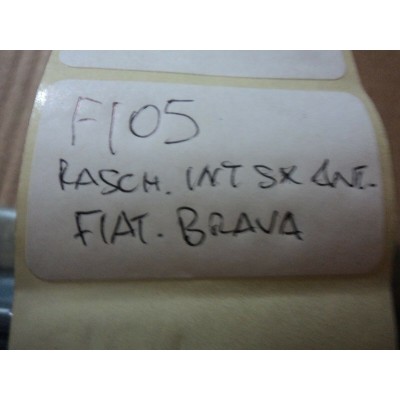 F105
RASCH. INT SX ANT.
FIAT. BRAVA